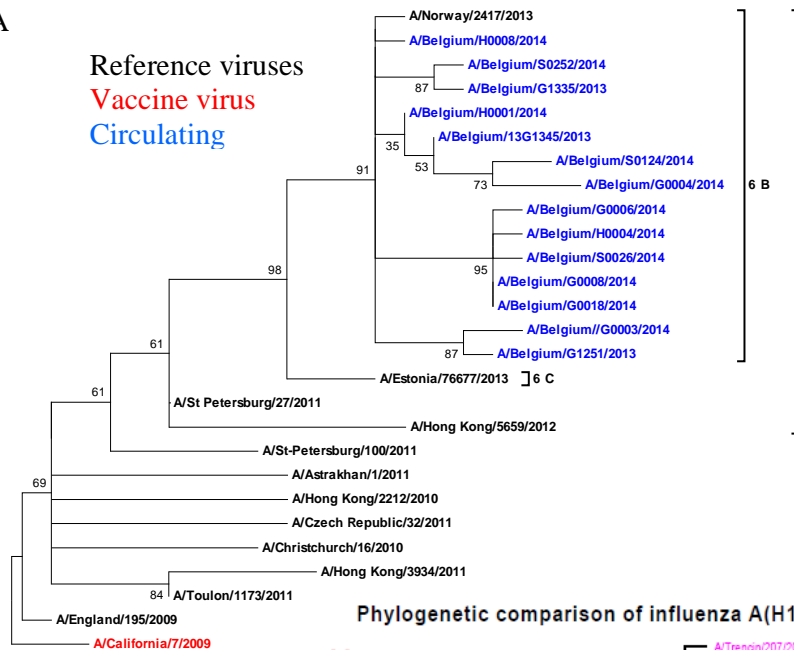 A
Reference viruses
Vaccine virus
Circulating
A/Norway/2417/2013
A/Belgium/H0008/2014
A/Belgium/S0252/2014
87
A/Belgium/G1335/2013
A/Belgium/H0001/2014
35
A/Belgium/13G1345/2013
53
A/Belgium/S0124/2014
91
73
A/Belgium/G0004/2014
6 B
A/Belgium/G0006/2014
A/Belgium/H0004/2014
A/Belgium/S0026/2014
98
95
A/Belgium/G0008/2014
A/Belgium/G0018/2014
A/Belgium//G0003/2014
61
87
A/Belgium/G1251/2013
A/Estonia/76677/2013
6 C
61
A/St Petersburg/27/2011
A/Hong Kong/5659/2012
A/St-Petersburg/100/2011
A/Astrakhan/1/2011
69
A/Hong Kong/2212/2010
A/Czech Republic/32/2011
A/Christchurch/16/2010
A/Hong Kong/3934/2011
84
A/Toulon/1173/2011
Phylogenetic comparison of influenza A(H1
A/England/195/2009
A/California/7/2009
A/Trencin/207/20